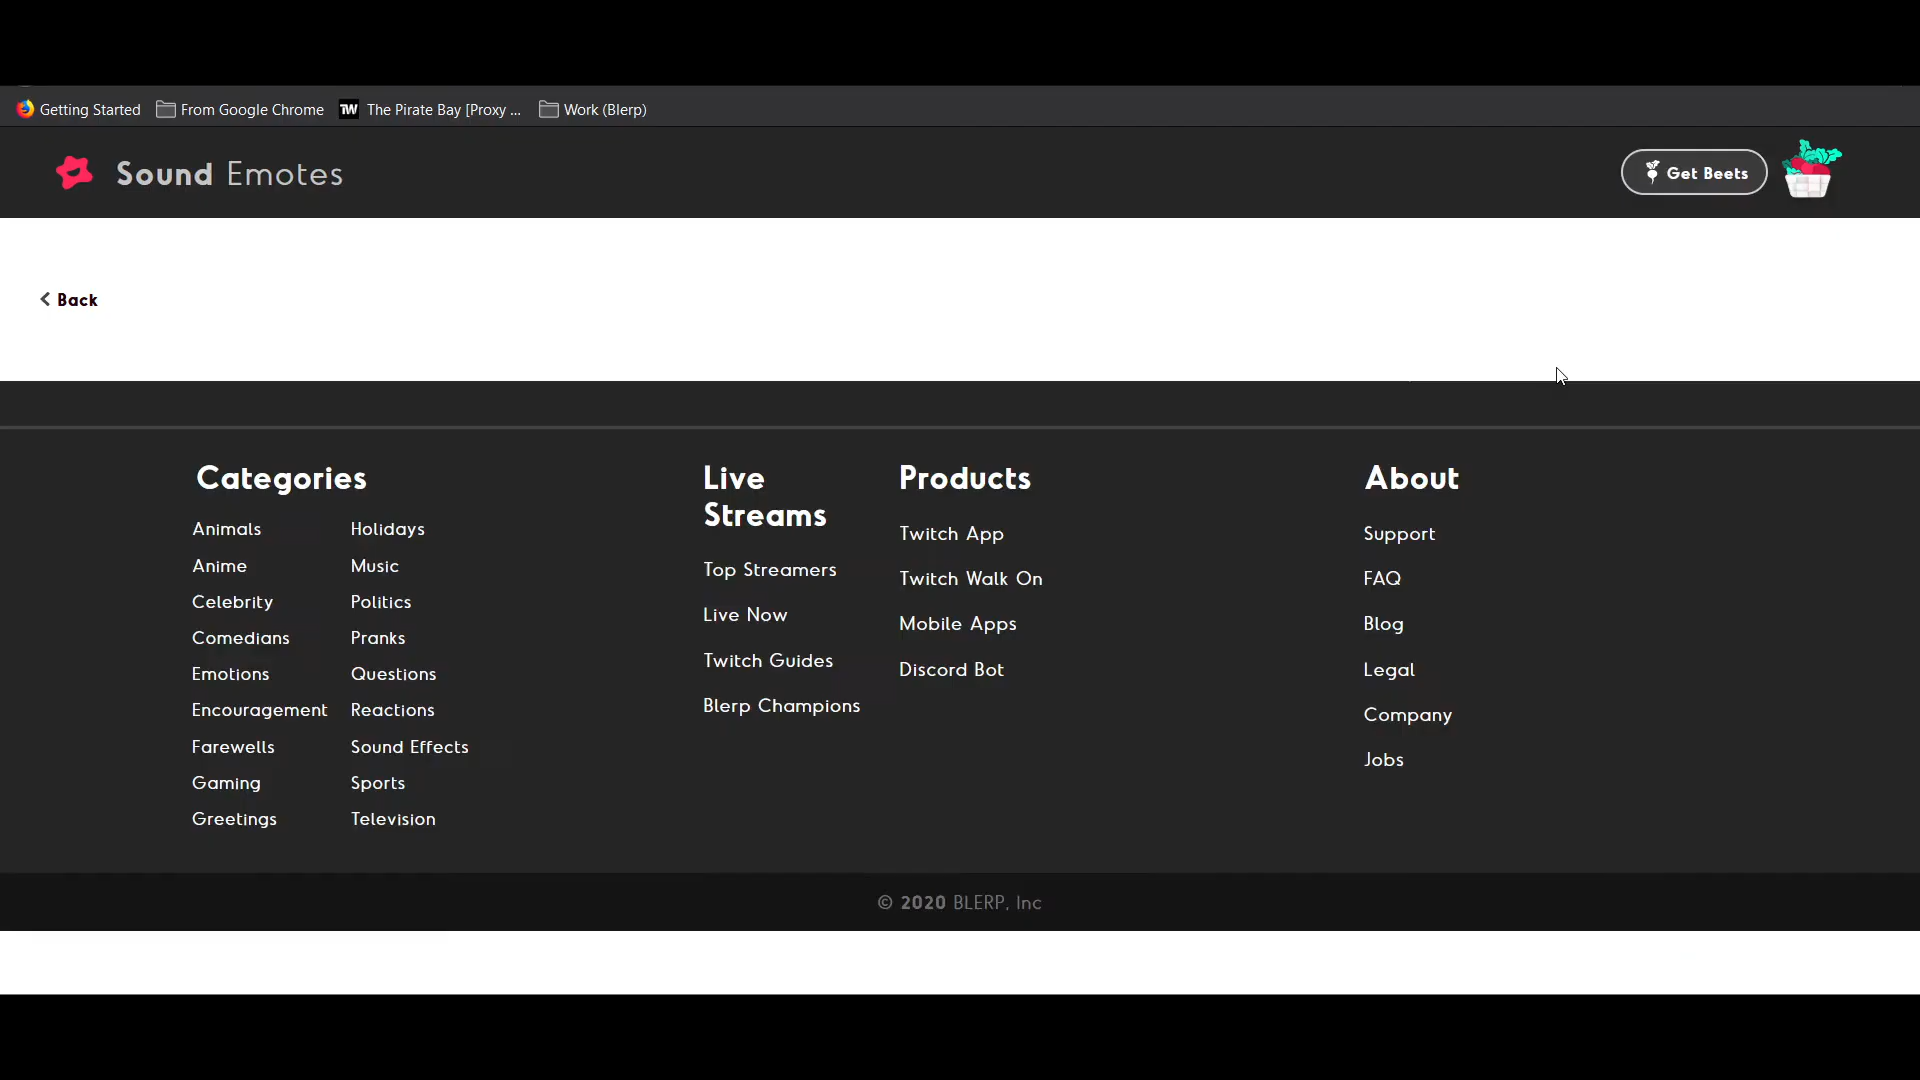 Getting Started From Google Chrome TW The Pirate Bay [Proxy ... Work (Blerp)
Sound Emotes Get Beets
Back
Categories
Animals Holidays
Anime Music
Celebrity Politics
Comedians Pranks
Emotions Questions
Encouragement Reactions
Farewells Sound Effects
Gaming Sports
Greetings Television
Live
Streams
Top Streamers
Live Now
Twitch Guides
Blerp Champions
Products
Twitch App
Twitch Walk On
Mobile Apps
Discord Bot
About
Support
FAQ
Blog
Legal
Company
Jobs
© 2020 BLERP, Inc